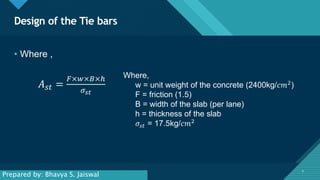 Design of the Tie bars
• Where ,
𝐴𝑠𝑡 = 𝐹×𝑤×𝐵×ℎ / 𝜎𝑠𝑡
Where,
w = unit weight of the concrete (2400kg/𝑐𝑚²)
F = friction (1.5)
B = width of the slab (per lane)
h = thickness of the slab
𝜎𝑠𝑡 = 17.5kg/𝑐𝑚²
Prepared by: Bhavya S. Jaiswal